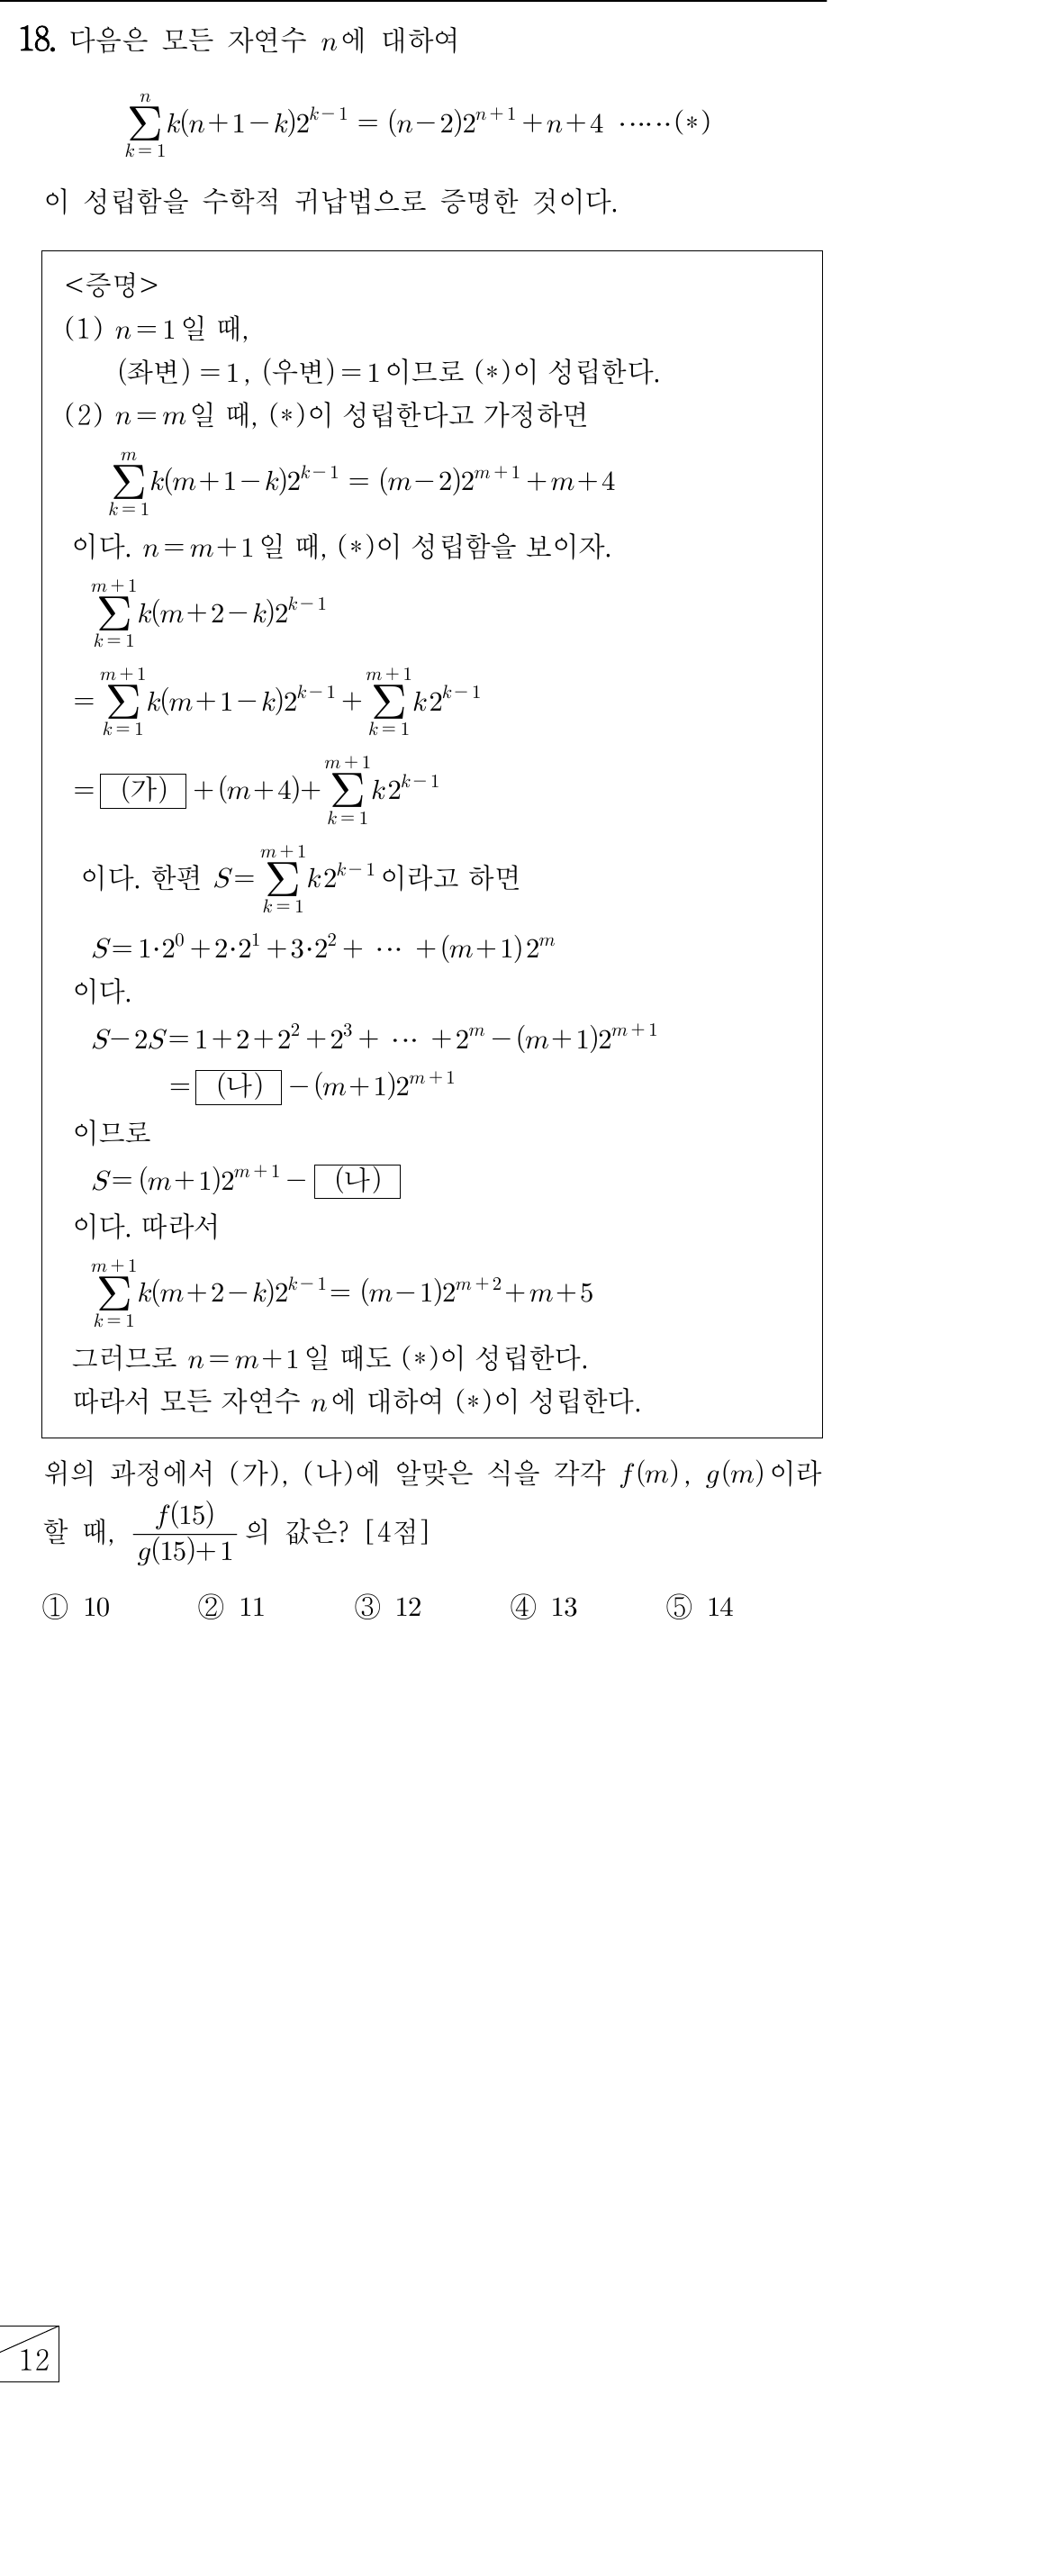 18. 다음은 모든 자연수 n에 대하여
\sum_{k=1}^{n} k(n+1-k)2^{k-1} = (n-2)2^{n+1}+n+4 ⋯⋯(*)
이 성립함을 수학적 귀납법으로 증명한 것이다.
<증명>
(1) n=1일 때,
(좌변)=1, (우변)=1이므로 (*)이 성립한다.
(2) n=m일 때, (*)이 성립한다고 가정하면
\sum_{k=1}^{m} k(m+1-k)2^{k-1} = (m-2)2^{m+1}+m+4
이다. n=m+1일 때, (*)이 성립함을 보이자.
\sum_{k=1}^{m+1} k(m+2-k)2^{k-1}
= \sum_{k=1}^{m+1} k(m+1-k)2^{k-1} + \sum_{k=1}^{m+1} k2^{k-1}
= (가) +(m+4)+ \sum_{k=1}^{m+1} k2^{k-1}
이다. 한편 S= \sum_{k=1}^{m+1} k2^{k-1} 이라고 하면
S=1·2^0+2·2^1+3·2^2+ ⋯ +(m+1)2^m
이다.
S-2S=1+2+2^2+2^3+ ⋯ +2^m-(m+1)2^{m+1}
= (나) -(m+1)2^{m+1}
이므로
S=(m+1)2^{m+1}- (나)
이다. 따라서
\sum_{k=1}^{m+1} k(m+2-k)2^{k-1}= (m-1)2^{m+2}+m+5
그러므로 n=m+1일 때도 (*)이 성립한다.
따라서 모든 자연수 n에 대하여 (*)이 성립한다.
위의 과정에서 (가), (나)에 알맞은 식을 각각 f(m), g(m)이라
할 때, \frac{f(15)}{g(15)+1}의 값은? [4점]
① 10 ② 11 ③ 12 ④ 13 ⑤ 14
12